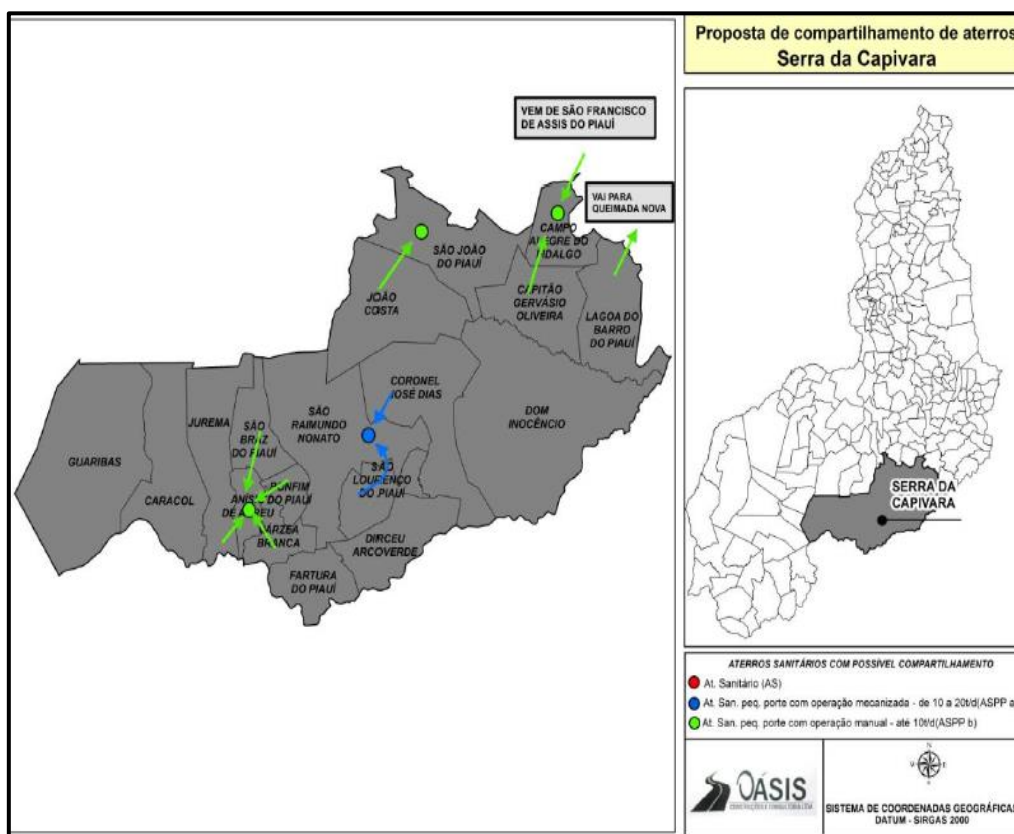 Proposta de compartilhamento de aterros
Serra da Capivara
VEM DE SÃO FRANCISCO
DE ASSIS DO PIAUÍ
VAI PARA
QUEIMADA NOVA
CAMPO
ALEGRE DO
FIDALGO
SÃO JOÃO
DO PIAUÍ
JOÃO
COSTA
CAPITÃO
GERVÁSIO
OLIVEIRA
LAGOA DO
BARRO
DO PIAUÍ
CORONEL
JOSÉ DIAS
DOM
INOCÊNCIO
SÃO
RAIMUNDO
NONATO
JUREMA
SÃO
BRAZ
DO PIAUÍ
GUARIBAS
CARACOL
SÃO
LOURENÇO
DO PIAUÍ
BONFIM
DO PIAUÍ
ANÍSIO
DE ABREU
VÁRZEA
BRANCA
DIRCEU
ARCOVERDE
FARTURA
DO PIAUÍ
SERRA DA
CAPIVARA
ATERROS SANITÁRIOS COM POSSÍVEL COMPARTILHAMENTO
At. Sanitário (AS)
At. San. peq. porte com operação mecanizada - de 10 a 20t/d(ASPP a
At. San. peq. porte com operação manual - até 10t/d(ASPP b)
OÁSIS
N
SISTEMA DE COORDENADAS GEOGRÁFICA
DATUM - SIRGAS 2000